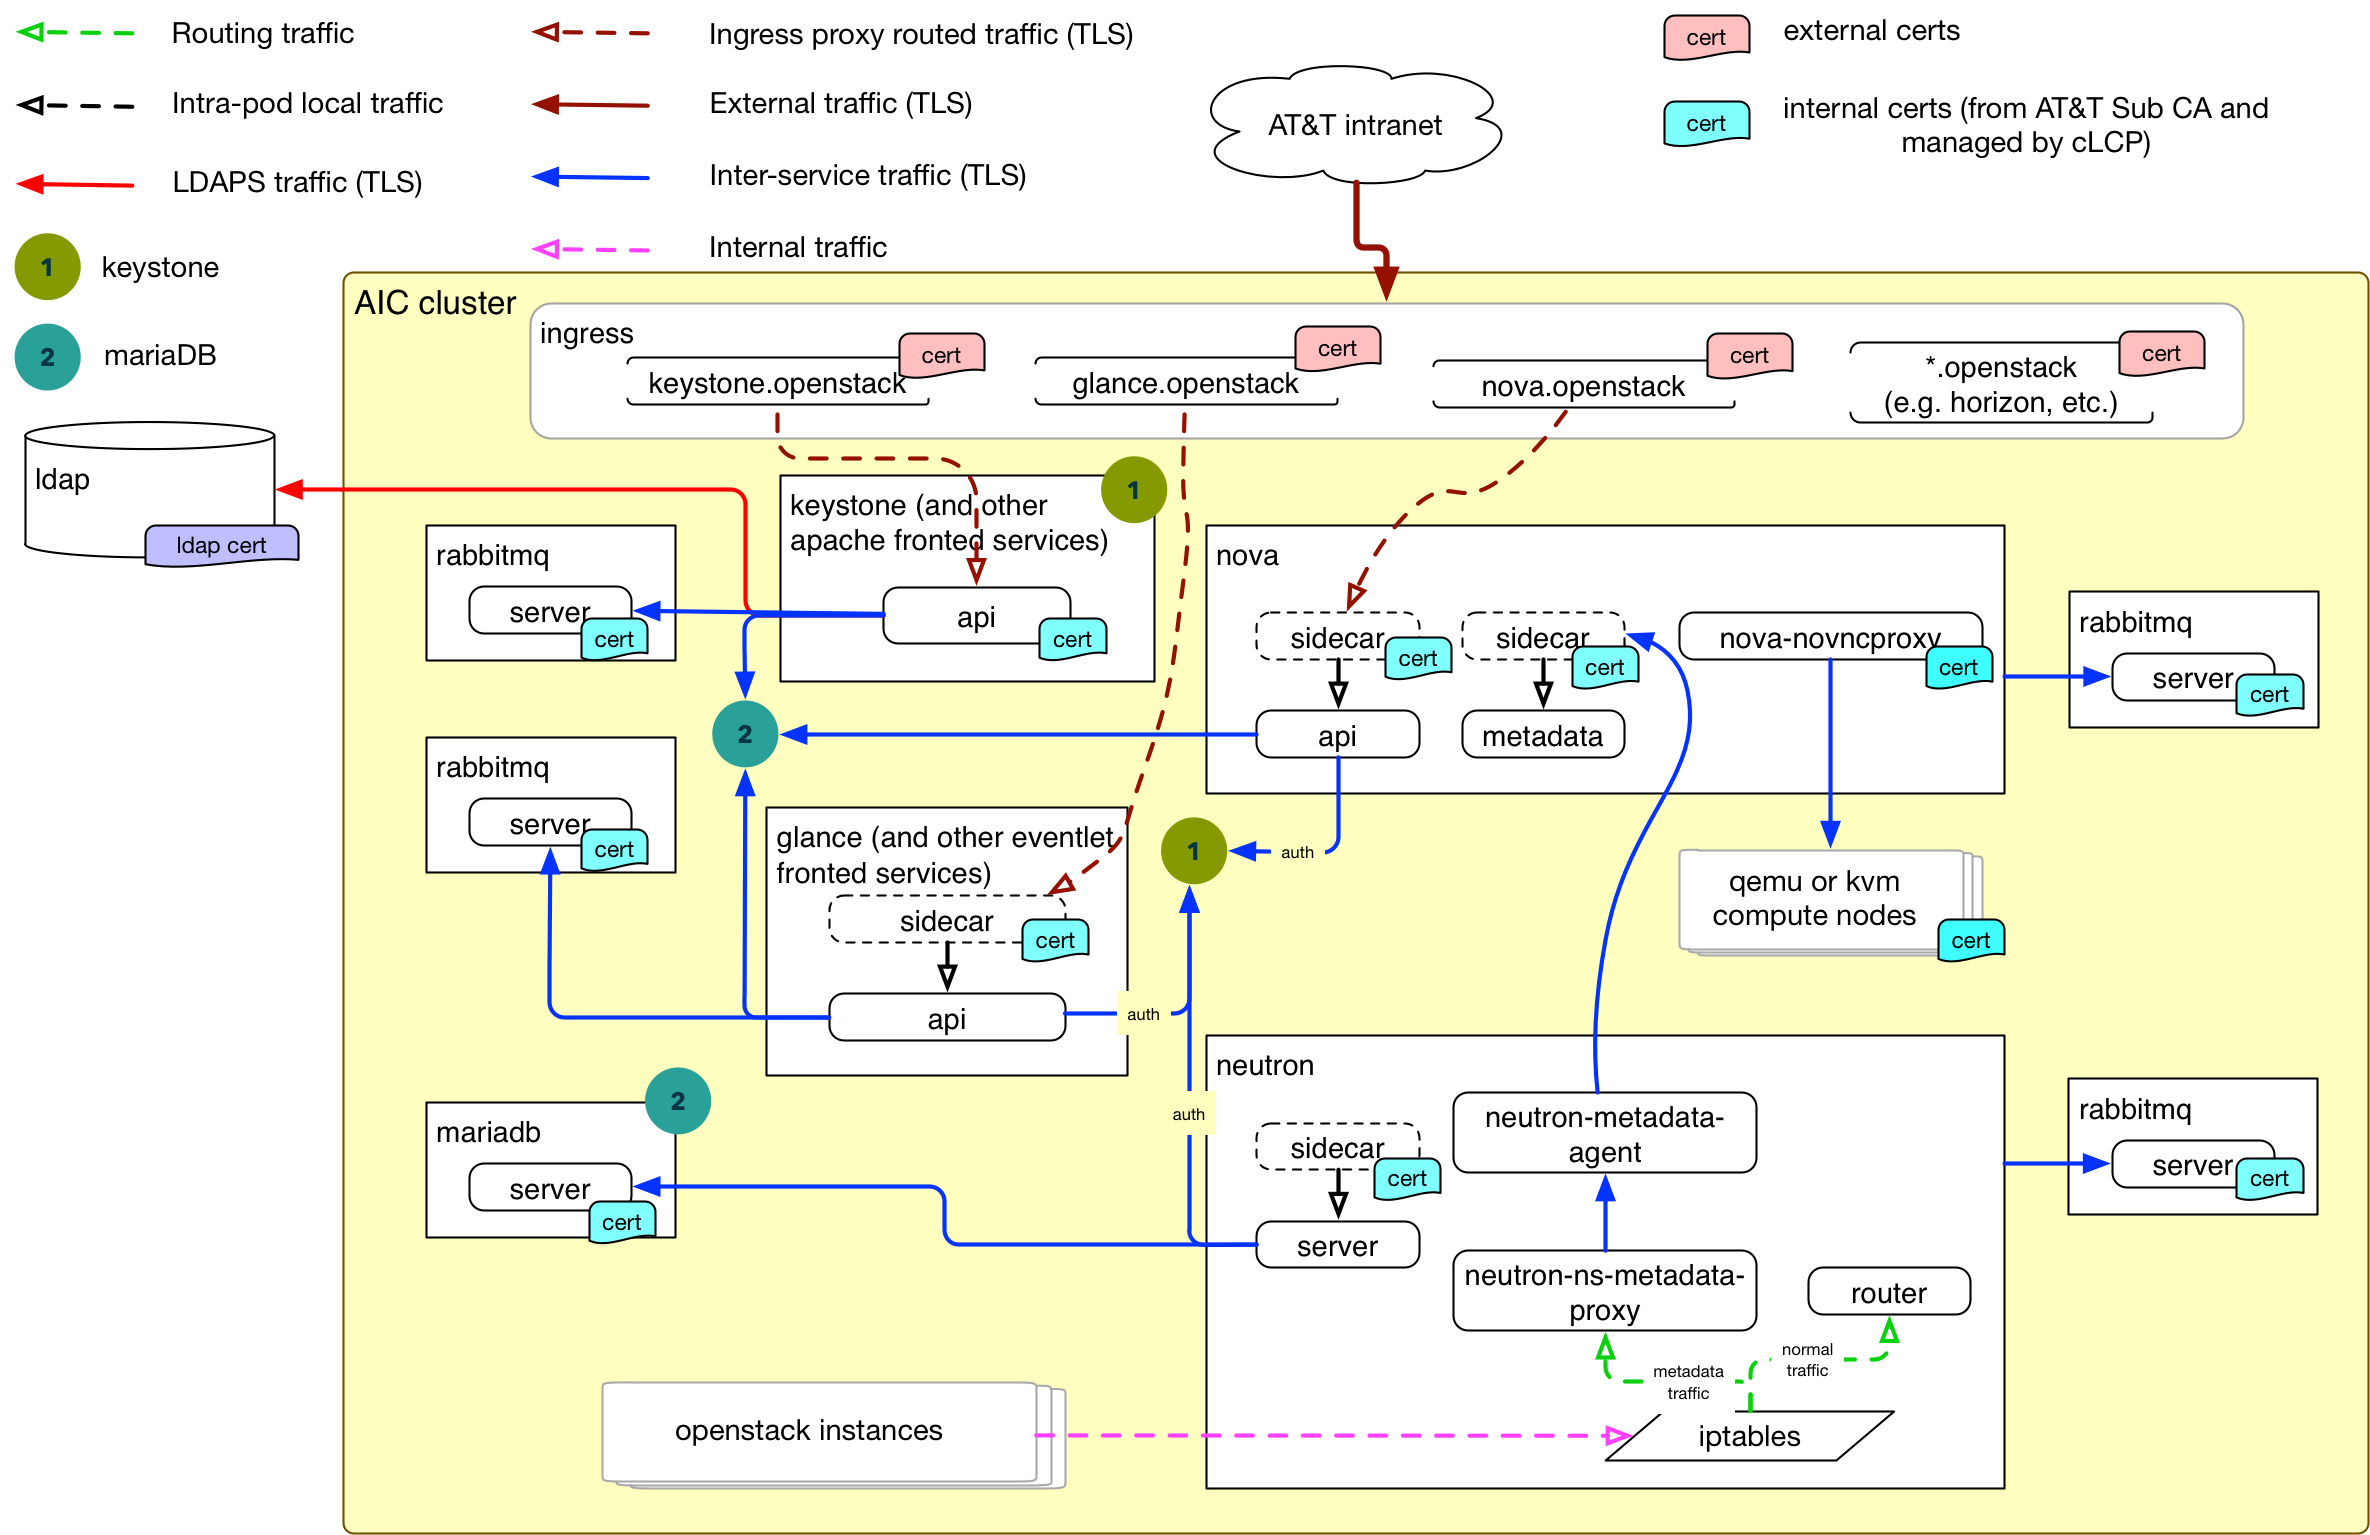 Routing traffic
Intra-pod local traffic
LDAPS traffic (TLS)
1 keystone
2 mariaDB
Ingress proxy routed traffic (TLS)
External traffic (TLS)
Inter-service traffic (TLS)
Internal traffic
AT&T intranet
cert external certs
cert internal certs (from AT&T Sub CA and
managed by cLCP)
AIC cluster
ingress
keystone.openstack
cert
glance.openstack
cert
nova.openstack
cert
*.openstack
(e.g. horizon, etc.)
cert
ldap
ldap cert
rabbitmq
server
cert
keystone (and other
apache fronted services)
1
api
cert
nova
sidecar
cert
api
sidecar
cert
metadata
nova-novncproxy
cert
rabbitmq
server
cert
2
rabbitmq
server
cert
glance (and other eventlet
fronted services)
sidecar
cert
api
auth
1
auth
qemu or kvm
compute nodes
cert
mariadb
2
server
cert
auth
neutron
sidecar
cert
server
neutron-metadata-
agent
neutron-ns-metadata-
proxy
router
normal
traffic
metadata
traffic
iptables
rabbitmq
server
cert
openstack instances